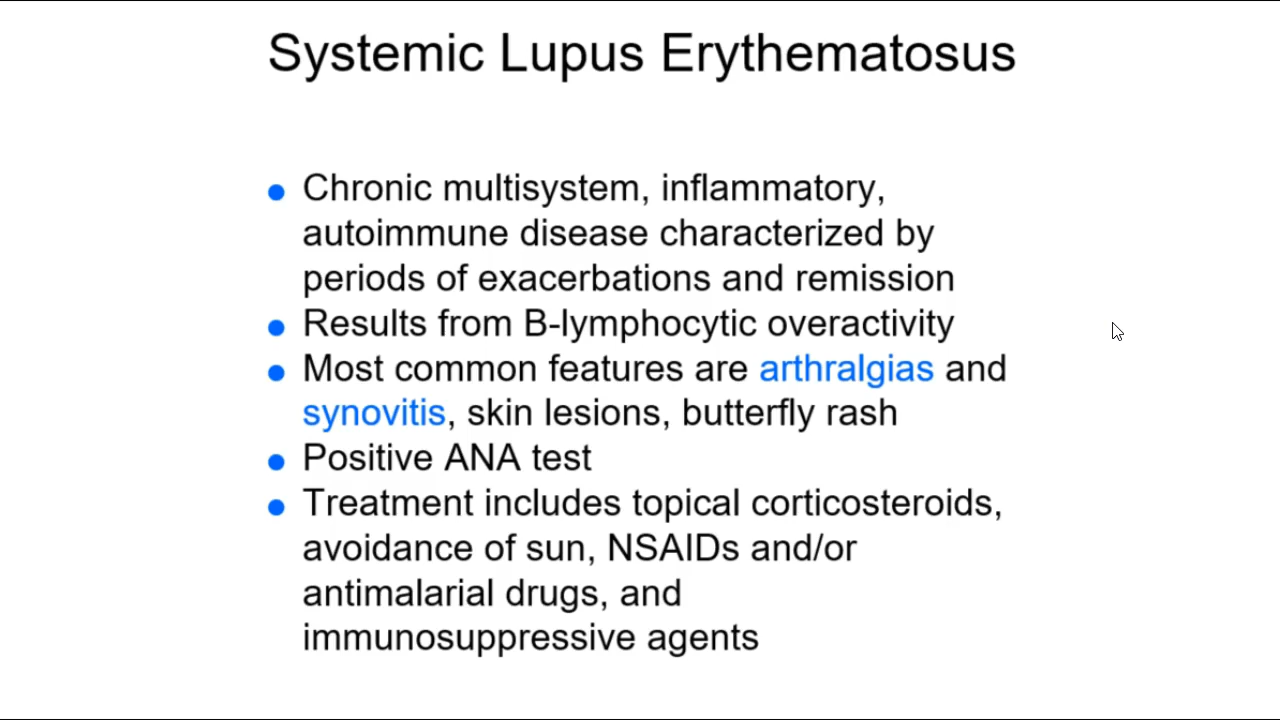 Systemic Lupus Erythematosus
Chronic multisystem, inflammatory,
autoimmune disease characterized by
periods of exacerbations and remission
Results from B-lymphocytic overactivity
Most common features are arthralgias and
synovitis, skin lesions, butterfly rash
Positive ANA test
Treatment includes topical corticosteroids,
avoidance of sun, NSAIDs and/or
antimalarial drugs, and
immunosuppressive agents